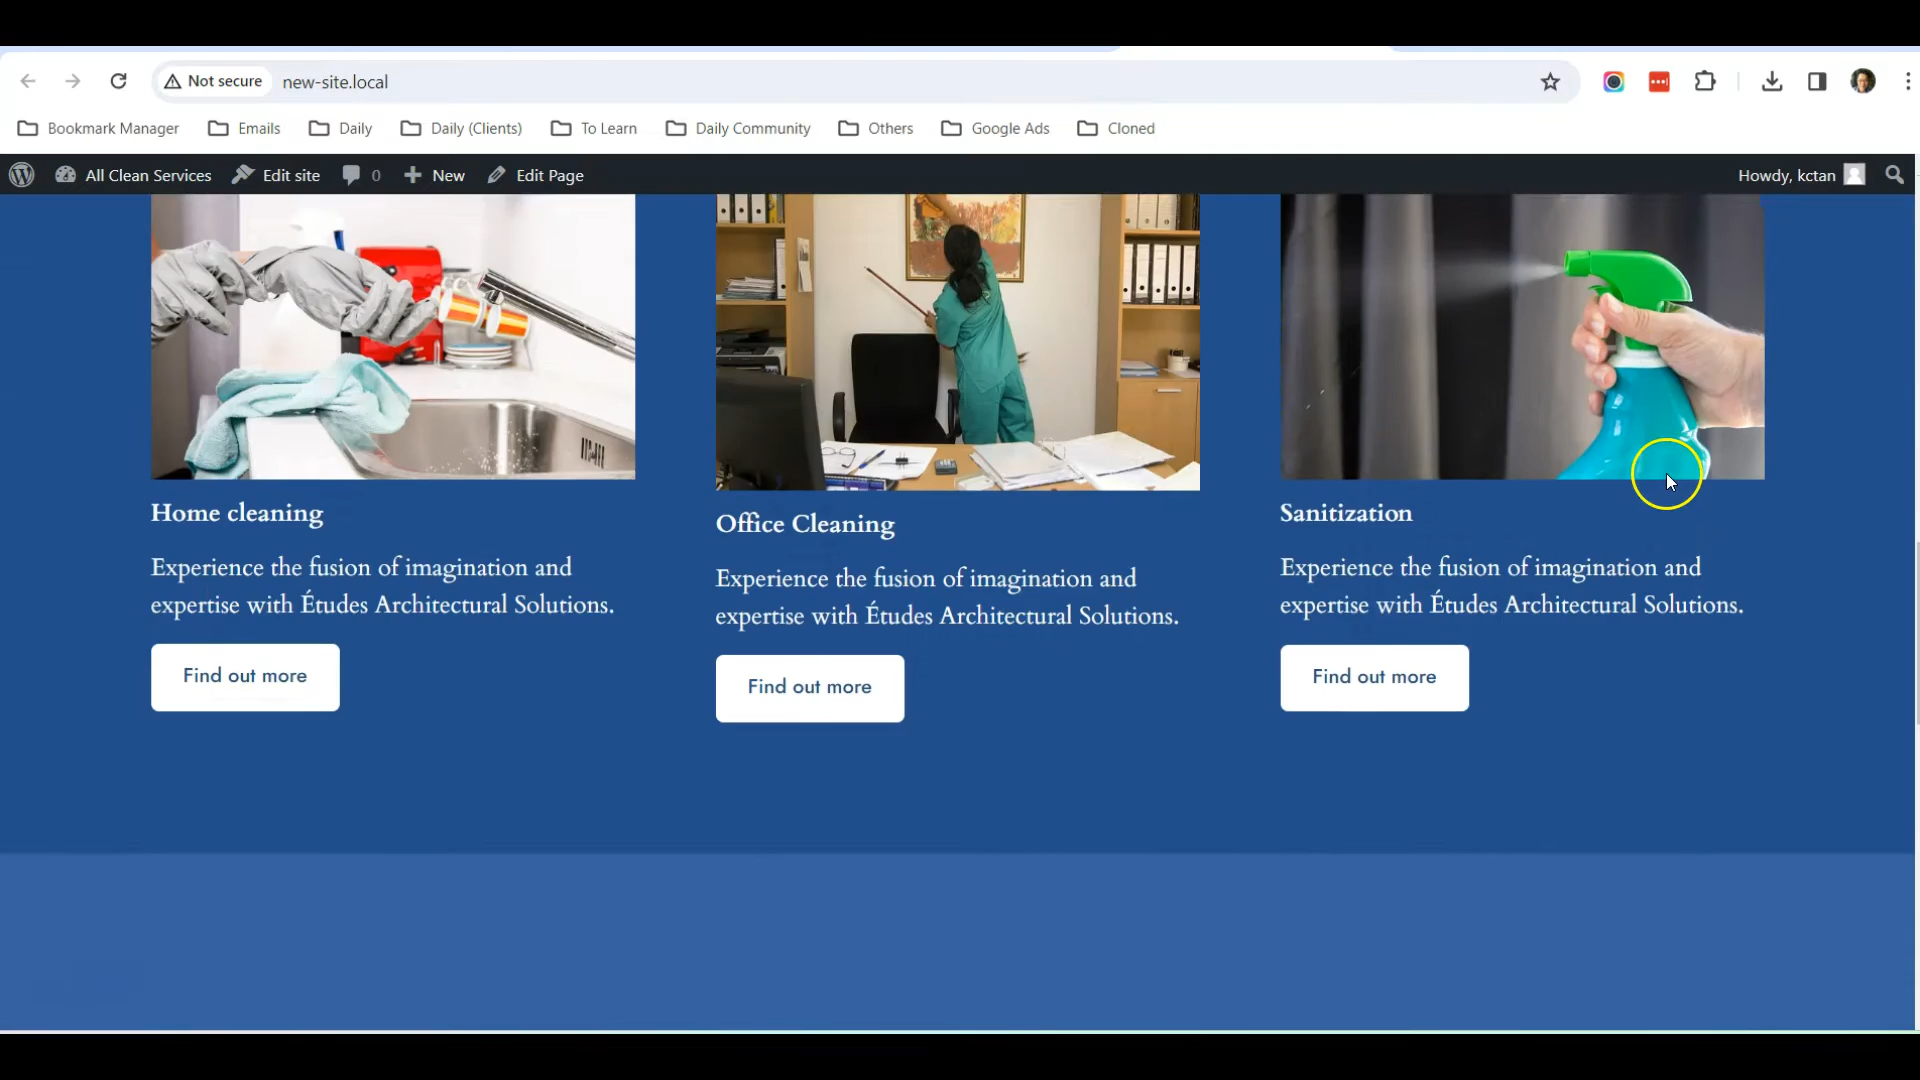 Not secure
new-site.local
Bookmark Manager
Emails
Daily
Daily (Clients)
To Learn
Daily Community
Others
Google Ads
Cloned
All Clean Services
Edit site
0
New
Edit Page
Howdy, kctan
Home cleaning
Experience the fusion of imagination and
expertise with Études Architectural Solutions.
Find out more
Office Cleaning
Experience the fusion of imagination and
expertise with Études Architectural Solutions.
Find out more
Sanitization
Experience the fusion of imagination and
expertise with Études Architectural Solutions.
Find out more